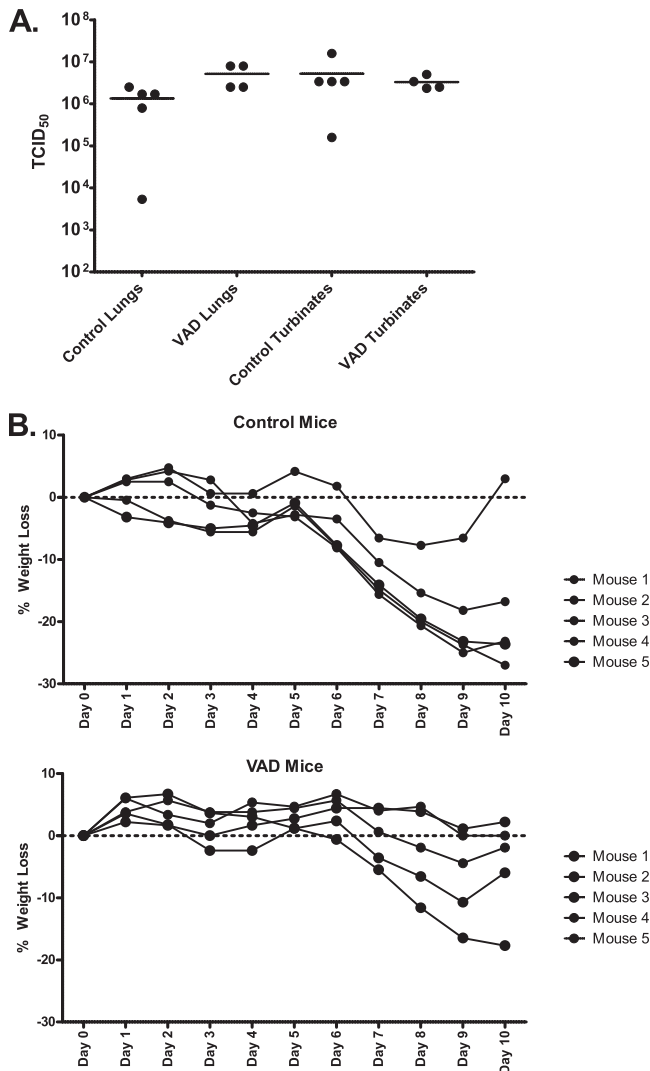 A.
10⁸
10⁷
10⁶
10⁵
10⁴
10³
10²
TCID₅₀
Control Lungs
VAD Lungs
Control Turbinates
VAD Turbinates
B.
Control Mice
10
0
-10
-20
-30
% Weight Loss
Day 0
Day 1
Day 2
Day 3
Day 4
Day 5
Day 6
Day 7
Day 8
Day 9
Day 10
Mouse 1
Mouse 2
Mouse 3
Mouse 4
Mouse 5
VAD Mice
10
0
-10
-20
-30
% Weight Loss
Day 0
Day 1
Day 2
Day 3
Day 4
Day 5
Day 6
Day 7
Day 8
Day 9
Day 10
Mouse 1
Mouse 2
Mouse 3
Mouse 4
Mouse 5